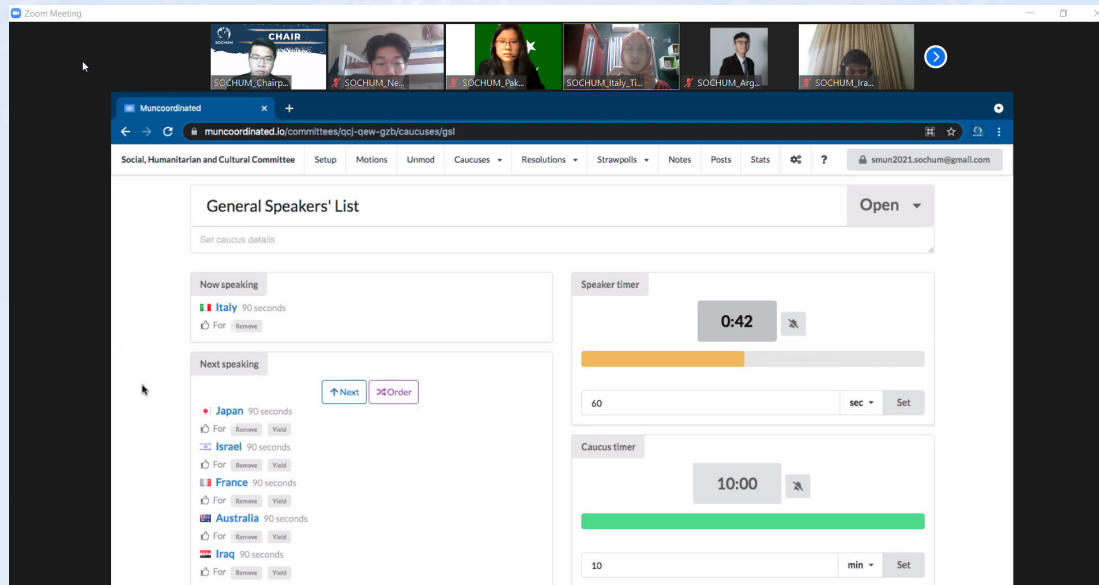 Zoom Meeting
SOCHUM
CHAIR
SOCHUM_Chairp...
SOCHUM_Ne...
SOCHUM_Pak...
SOCHUM_Italy_Ti...
SOCHUM_Arg...
SOCHUM_Ira...
Muncoordinated
muncoordinated.io/committees/qcj-qew-gzb/caucuses/gsl
Social, Humanitarian and Cultural Committee Setup Motions Unmod Caucuses Resolutions Strawpolls Notes Posts Stats ? smun2021.sochum@gmail.com
General Speakers' List Open
Set caucus details
Now speaking
Italy 90 seconds
For Remove
Next speaking
Next Order
Japan 90 seconds
For Remove Yield
Israel 90 seconds
For Remove Yield
France 90 seconds
For Remove Yield
Australia 90 seconds
For Remove Yield
Iraq 90 seconds
For Remove Yield
Speaker timer
0:42
60 sec Set
Caucus timer
10:00
10 min Set